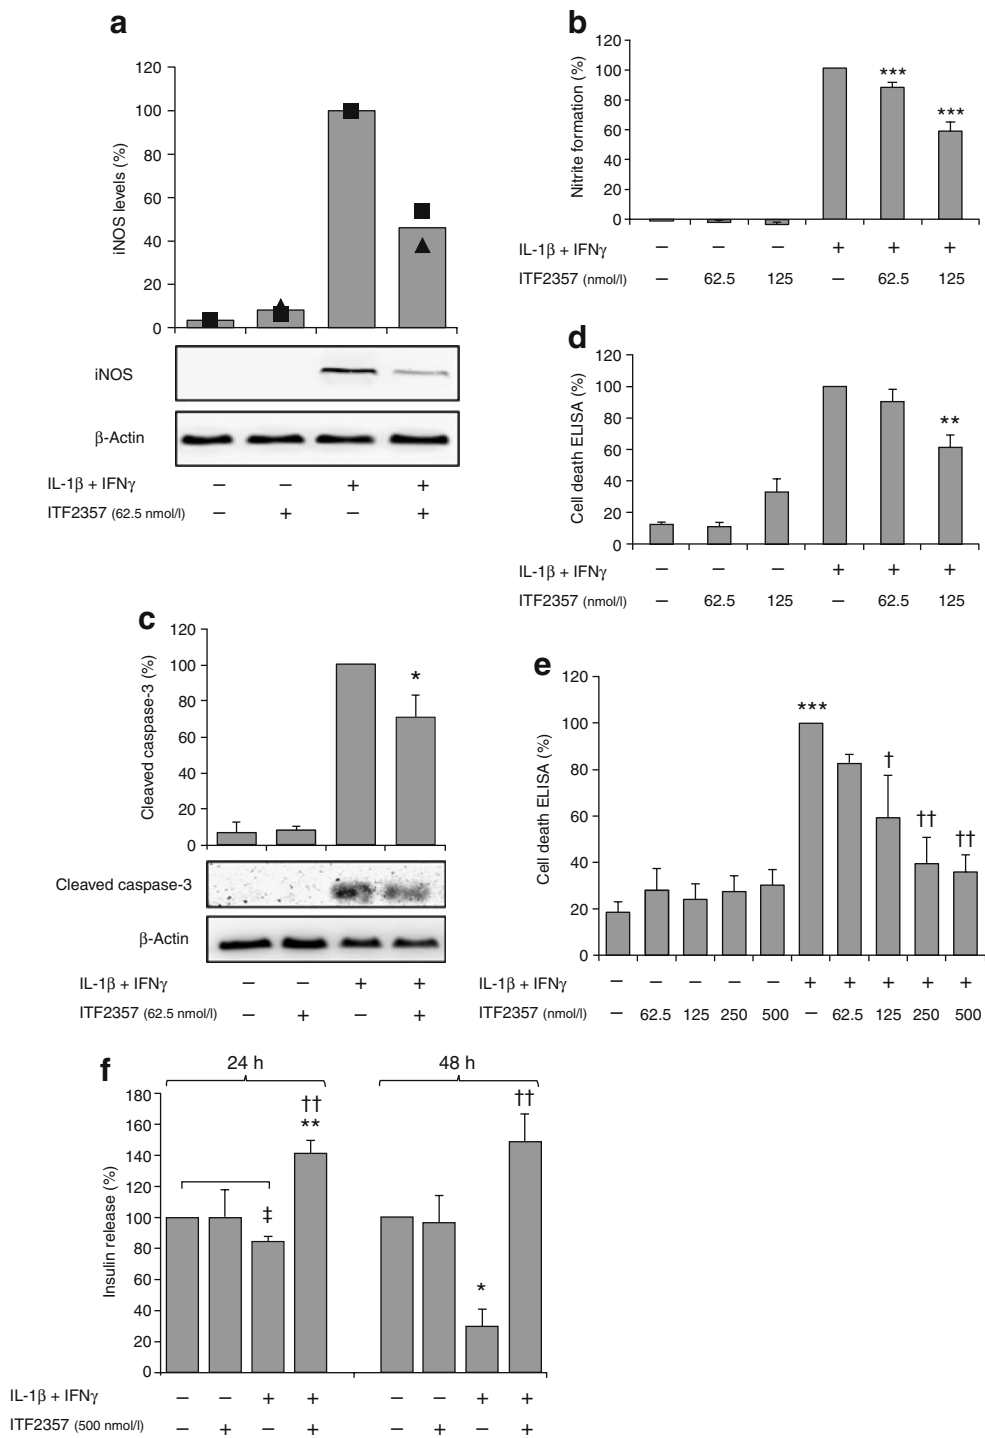 a
120
100
80
60
40
20
0
iNOS levels (%)
iNOS
β-Actin
IL-1β + IFNγ – – + +
ITF2357 (62.5 nmol/l) – + – +
b
120
100
80
60
40
20
0
Nitrite formation (%)
***
***
IL-1β + IFNγ – – – + + +
ITF2357 (nmol/l) – 62.5 125 – 62.5 125
d
120
100
80
60
40
20
0
Cell death ELISA (%)
**
IL-1β + IFNγ – – – + + +
ITF2357 (nmol/l) – 62.5 125 – 62.5 125
c
120
100
80
60
40
20
0
Cleaved caspase-3 (%)
*
Cleaved caspase-3
β-Actin
IL-1β + IFNγ – – + +
ITF2357 (62.5 nmol/l) – + – +
e
120
100
80
60
40
20
0
Cell death ELISA (%)
***
†
††
††
IL-1β + IFNγ – – – – – + + + + +
ITF2357 (nmol/l) – 62.5 125 250 500 – 62.5 125 250 500
f
24 h
48 h
180
160
140
120
100
80
60
40
20
0
Insulin release (%)
‡
††
**
*
††
IL-1β + IFNγ – – + + – – + +
ITF2357 (500 nmol/l) – + – + – + – +